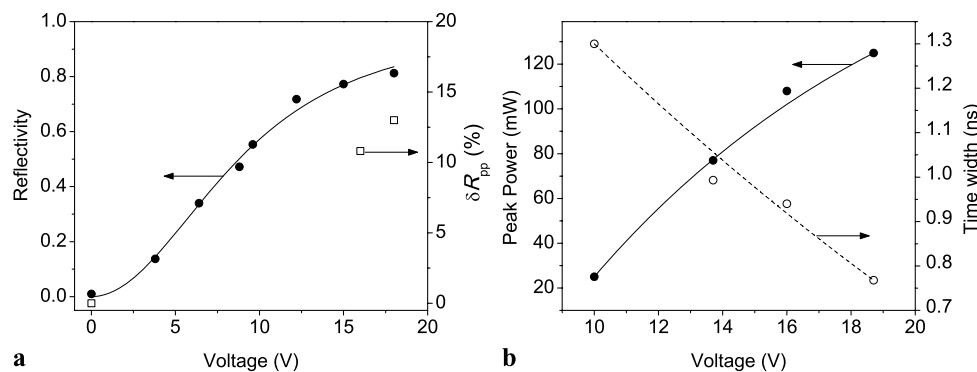 1.0
0.8
0.6
0.4
0.2
0.0
Reflectivity
0 5 10 15 20
Voltage (V)
20
15
10
5
0
δR_pp (%)
a
120
100
80
60
40
20
Peak Power (mW)
10 12 14 16 18 20
Voltage (V)
1.3
1.2
1.1
1.0
0.9
0.8
0.7
Time width (ns)
b